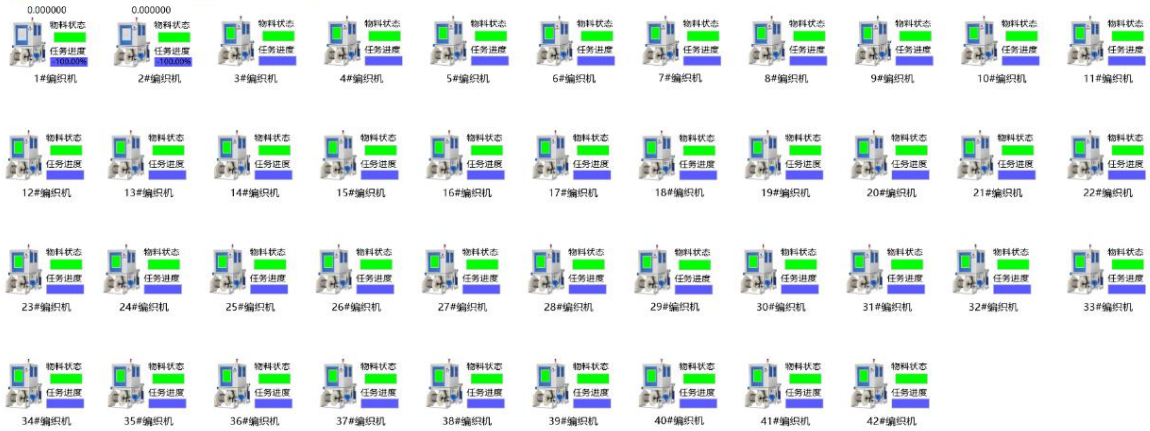 0.000000 0.000000
物料状态 物料状态 物料状态 物料状态 物料状态 物料状态 物料状态 物料状态 物料状态 物料状态 物料状态
任务进度 任务进度 任务进度 任务进度 任务进度 任务进度 任务进度 任务进度 任务进度 任务进度 任务进度
-100.00% -100.00%
1#编织机 2#编织机 3#编织机 4#编织机 5#编织机 6#编织机 7#编织机 8#编织机 9#编织机 10#编织机 11#编织机
物料状态 物料状态 物料状态 物料状态 物料状态 物料状态 物料状态 物料状态 物料状态 物料状态 物料状态
任务进度 任务进度 任务进度 任务进度 任务进度 任务进度 任务进度 任务进度 任务进度 任务进度 任务进度
12#编织机 13#编织机 14#编织机 15#编织机 16#编织机 17#编织机 18#编织机 19#编织机 20#编织机 21#编织机 22#编织机
物料状态 物料状态 物料状态 物料状态 物料状态 物料状态 物料状态 物料状态 物料状态 物料状态 物料状态
任务进度 任务进度 任务进度 任务进度 任务进度 任务进度 任务进度 任务进度 任务进度 任务进度 任务进度
23#编织机 24#编织机 25#编织机 26#编织机 27#编织机 28#编织机 29#编织机 30#编织机 31#编织机 32#编织机 33#编织机
物料状态 物料状态 物料状态 物料状态 物料状态 物料状态 物料状态 物料状态 物料状态
任务进度 任务进度 任务进度 任务进度 任务进度 任务进度 任务进度 任务进度 任务进度
34#编织机 35#编织机 36#编织机 37#编织机 38#编织机 39#编织机 40#编织机 41#编织机 42#编织机